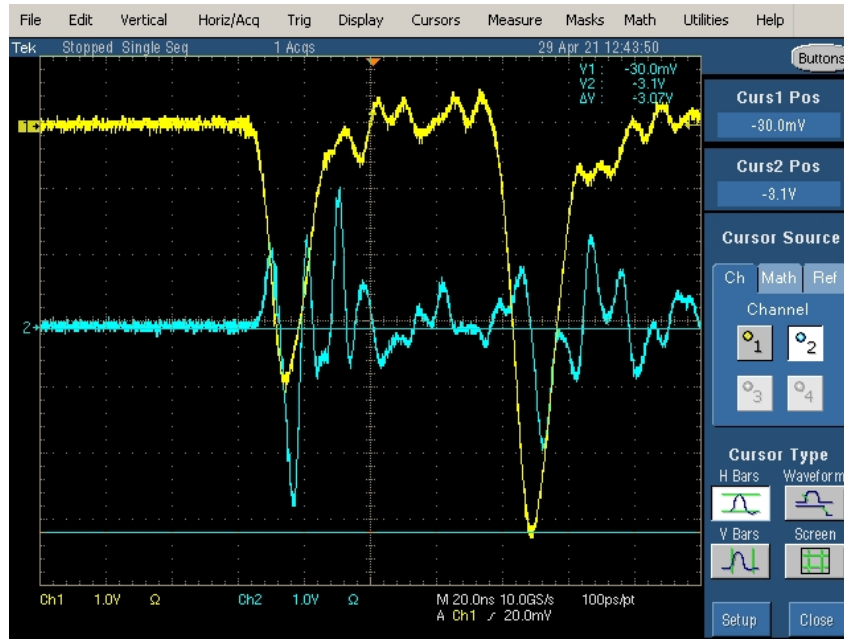 File Edit Vertical Horiz/Acq Trig Display Cursors Measure Masks Math Utilities Help
Tek Stopped Single Seq 1 Acqs 29 Apr 21 12:43:50
Buttons
V1 : -30.0mV
V2 : -3.1V
ΔV : -3.07V
Curs1 Pos
-30.0mV
Curs2 Pos
-3.1V
Cursor Source
Ch Math Ref
Channel
1 2
3 4
Cursor Type
H Bars Waveform
V Bars Screen
Setup Close
1
2
Ch1 1.0V Ω Ch2 1.0V Ω M 20.0ns 10.0GS/s 100ps/pt
A Ch1 / 20.0mV